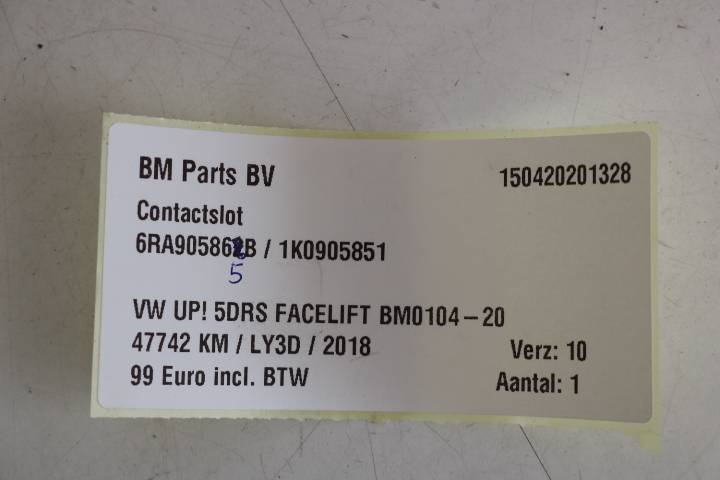 BM Parts BV
150420201328
Contactslot
6RA905862B / 1K0905851
5
VW UP! 5DRS FACELIFT BM0104-20
47742 KM / LY3D / 2018
Verz: 10
99 Euro incl. BTW
Aantal: 1